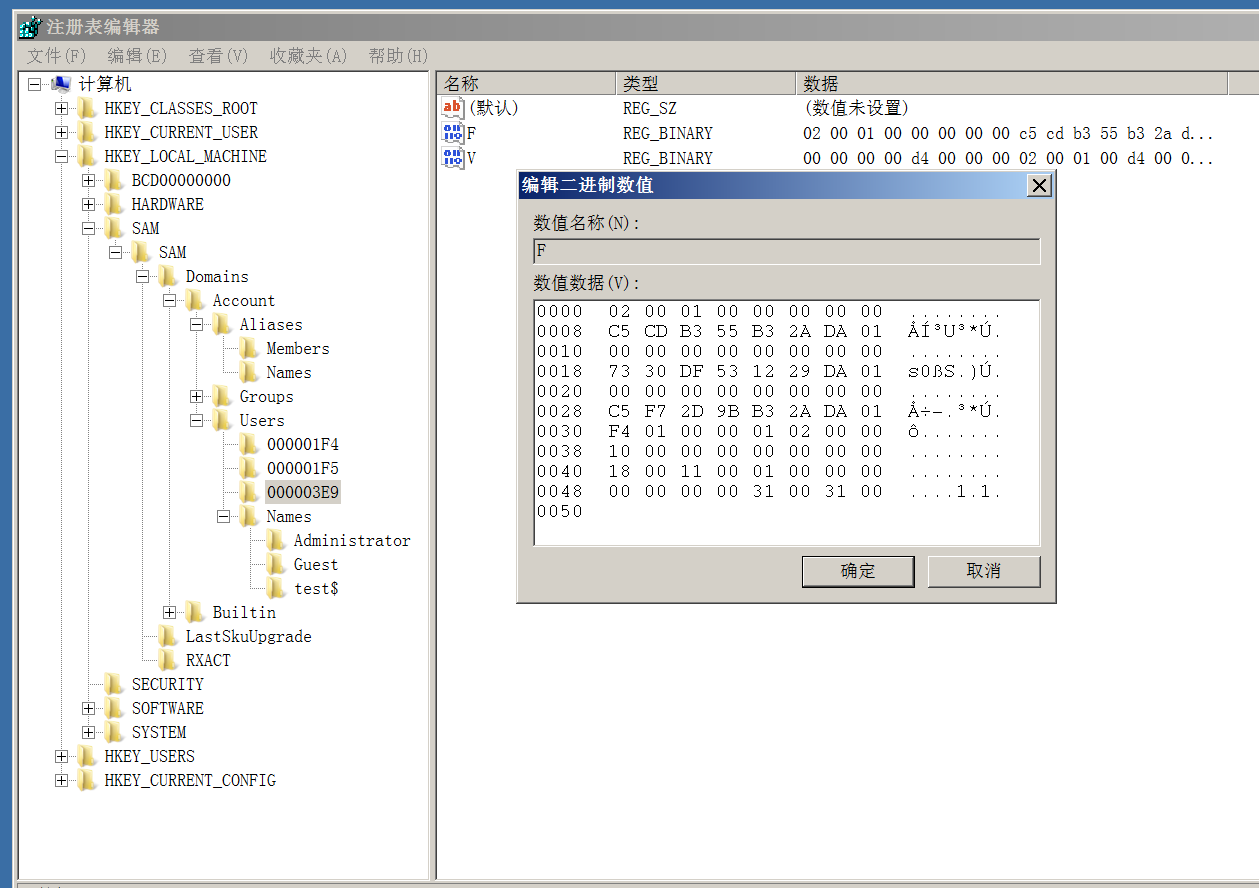 注册表编辑器
文件(F) 编辑(E) 查看(V) 收藏夹(A) 帮助(H)
计算机
HKEY_CLASSES_ROOT
HKEY_CURRENT_USER
HKEY_LOCAL_MACHINE
BCD00000000
HARDWARE
SAM
SAM
Domains
Account
Aliases
Members
Names
Groups
Users
000001F4
000001F5
000003E9
Names
Administrator
Guest
test$
Builtin
LastSkuUpgrade
RXACT
SECURITY
SOFTWARE
SYSTEM
HKEY_USERS
HKEY_CURRENT_CONFIG
名称 类型 数据
(默认) REG_SZ (数值未设置)
F REG_BINARY 02 00 01 00 00 00 00 00 c5 cd b3 55 b3 2a d...
V REG_BINARY 00 00 00 00 d4 00 00 00 02 00 01 00 d4 00 0...
编辑二进制数值
数值名称(N):
F
数值数据(V):
0000 02 00 01 00 00 00 00 00 ........
0008 C5 CD B3 55 B3 2A DA 01 ÅÍ³U³*Ú.
0010 00 00 00 00 00 00 00 00 ........
0018 73 30 DF 53 12 29 DA 01 s0ßS.)Ú.
0020 00 00 00 00 00 00 00 00 ........
0028 C5 F7 2D 9B B3 2A DA 01 Å÷-.³*Ú.
0030 F4 01 00 00 01 02 00 00 ô.......
0038 10 00 00 00 00 00 00 00 ........
0040 18 00 11 00 01 00 00 00 ........
0048 00 00 00 00 31 00 31 00 ....1.1.
0050
确定 取消